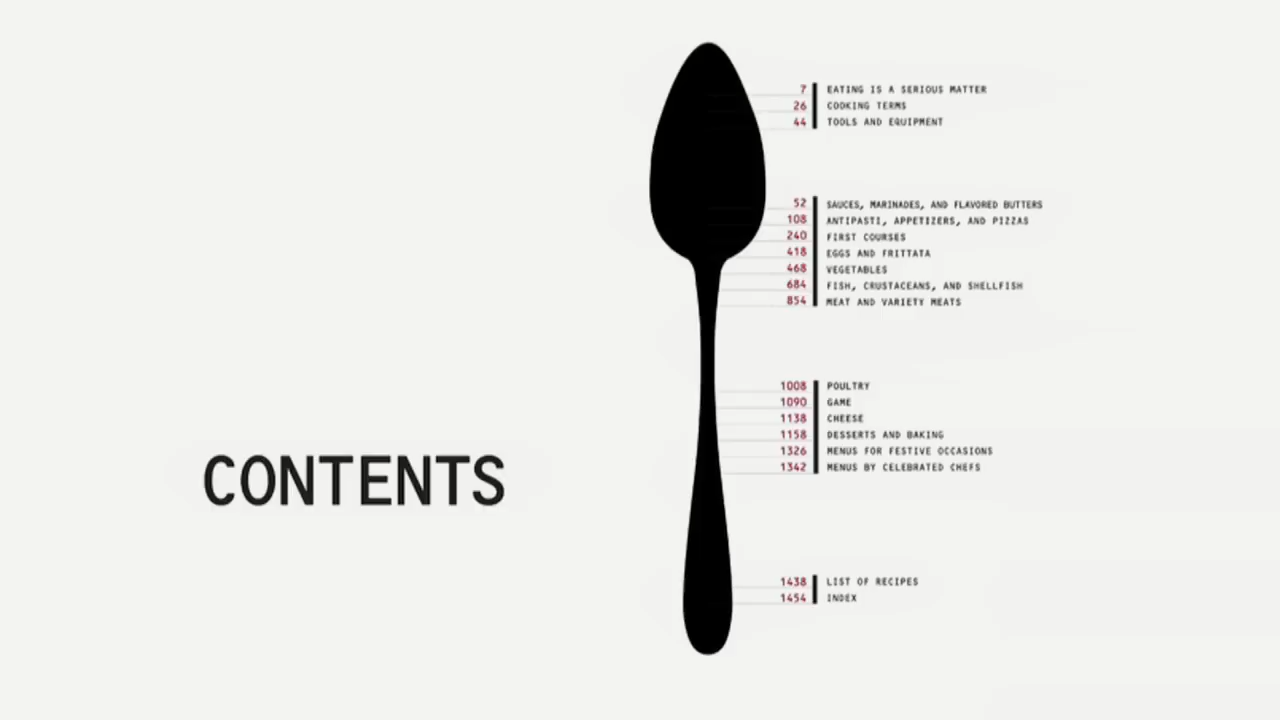 CONTENTS
7 EATING IS A SERIOUS MATTER
26 COOKING TERMS
44 TOOLS AND EQUIPMENT
52 SAUCES, MARINADES, AND FLAVORED BUTTERS
108 ANTIPASTI, APPETIZERS, AND PIZZAS
240 FIRST COURSES
418 EGGS AND FRITTATA
468 VEGETABLES
684 FISH, CRUSTACEANS, AND SHELLFISH
854 MEAT AND VARIETY MEATS
1008 POULTRY
1090 GAME
1138 CHEESE
1158 DESSERTS AND BAKING
1326 MENUS FOR FESTIVE OCCASIONS
1342 MENUS BY CELEBRATED CHEFS
1438 LIST OF RECIPES
1454 INDEX